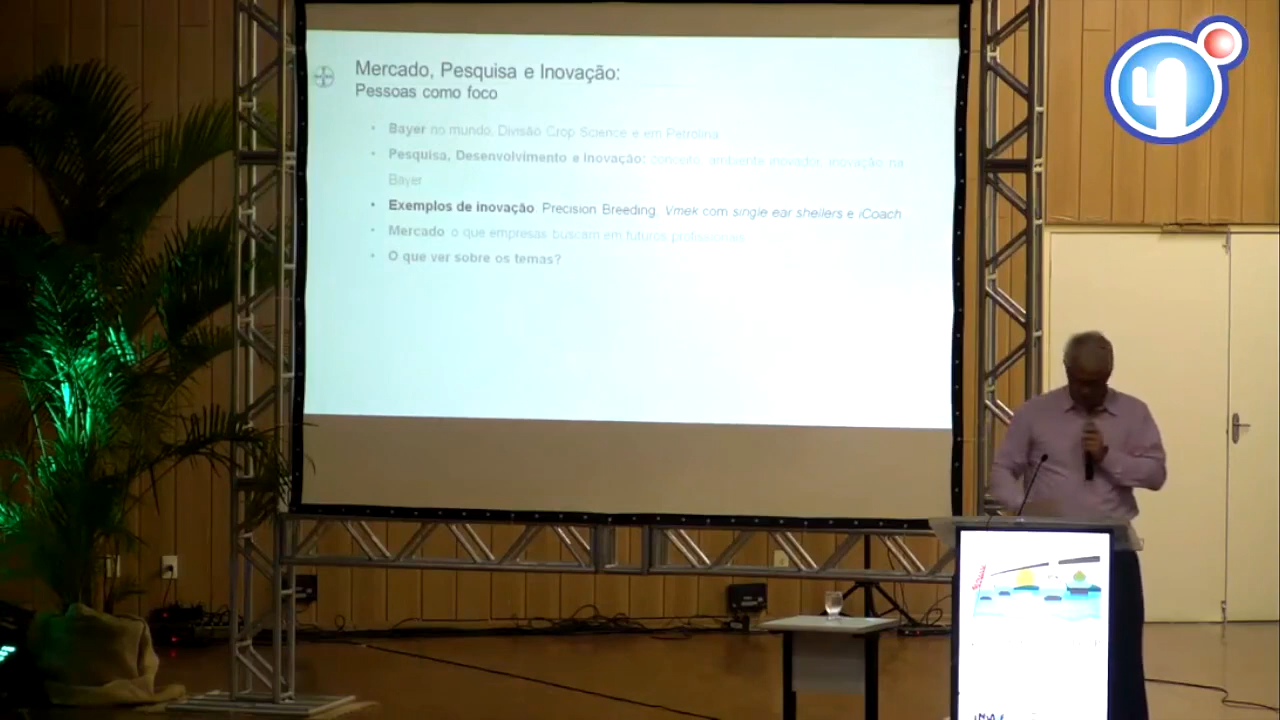 Mercado, Pesquisa e Inovação:
Pessoas como foco
• Bayer no mundo, Divisão Crop Science e em Petrolina
• Pesquisa, Desenvolvimento e inovação: conceito, ambiente inovador, inovação na
Bayer
• Exemplos de inovação: Precision Breeding, Vmek com single ear shellers e iCoach
• Mercado: o que empresas buscam em futuros profissionais
• O que ver sobre os temas?